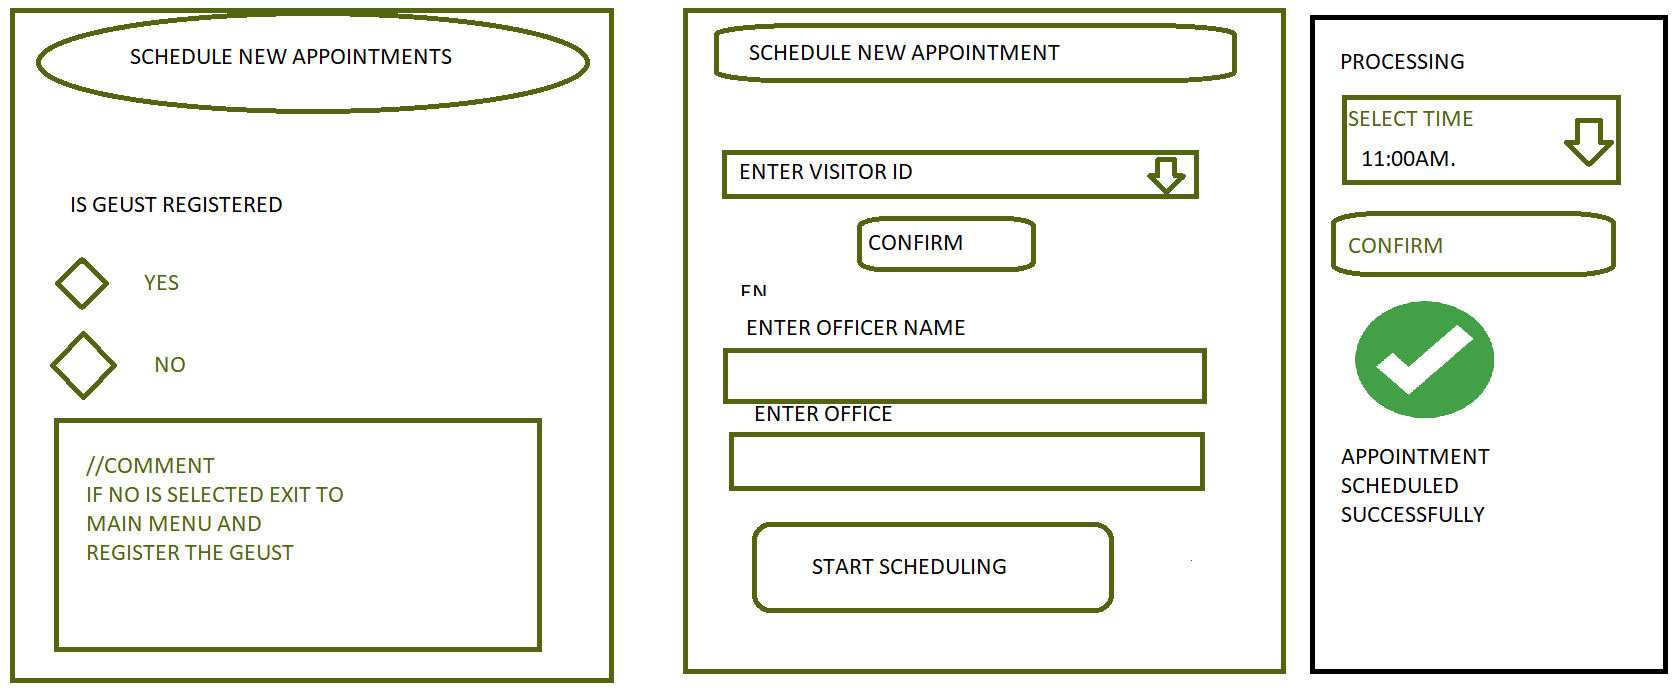 SCHEDULE NEW APPOINTMENTS
IS GEUST REGISTERED
YES
NO
//COMMENT
IF NO IS SELECTED EXIT TO
MAIN MENU AND
REGISTER THE GEUST
SCHEDULE NEW APPOINTMENT
ENTER VISITOR ID
CONFIRM
EN
ENTER OFFICER NAME
ENTER OFFICE
START SCHEDULING
PROCESSING
SELECT TIME
11:00AM.
CONFIRM
APPOINTMENT
SCHEDULED
SUCCESSFULLY